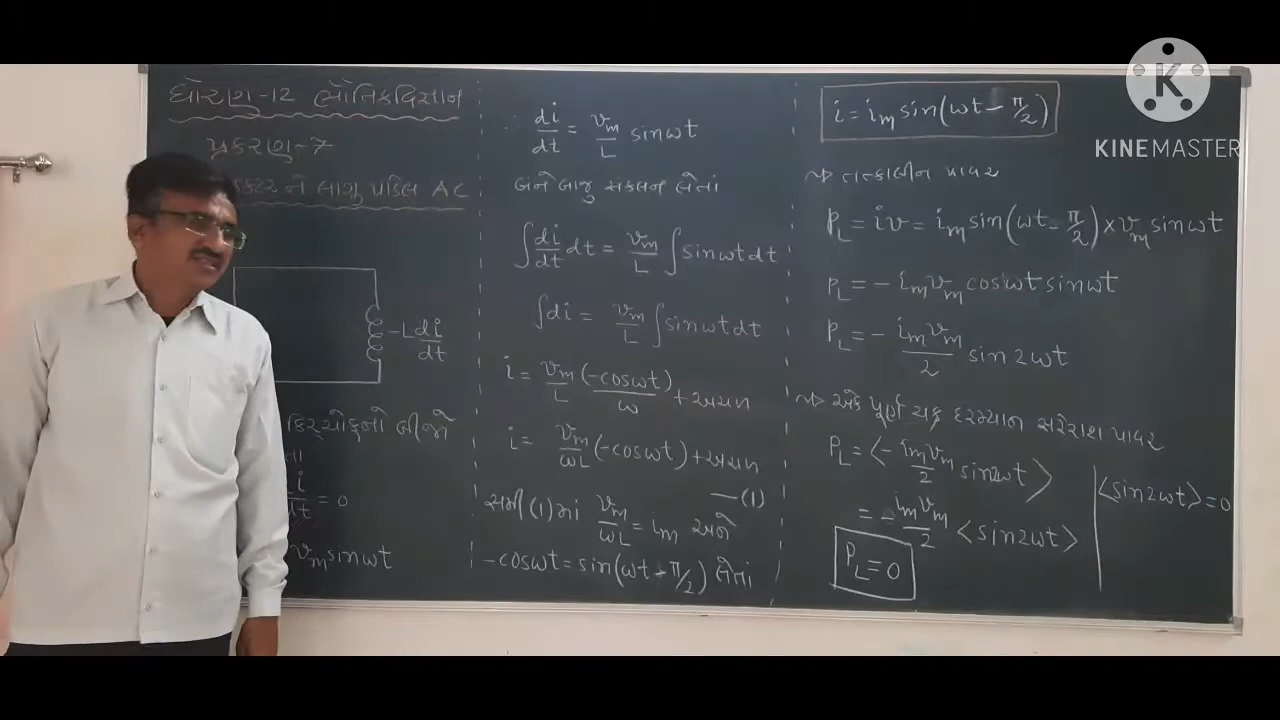 ધોરણ-12 ભૌતિકવિજ્ઞાન
પ્રકરણ-7
ને લાગુ પાડેલ AC
-L di/dt
કિરચોફનો બીજો
di/dt = 0
vm sinωt
∴ di/dt = vm/L sinωt
બંને બાજુ સંકલન લેતાં
∫ di/dt dt = vm/L ∫ sinωt dt
∫ di = vm/L ∫ sinωt dt
i = vm/L (-cosωt)/ω + અચળ
i = vm/ωL (-cosωt) + અચળ
—(1)
સમી (1) માં vm/ωL = im અને
-cosωt = sin(ωt - π/2) લેતાં
i = im sin(ωt - π/2)
⇝ તત્કાલીન પાવર
PL = iv = im sin(ωt - π/2) × vm sinωt
PL = - im vm cosωt sinωt
PL = - im vm/2 sin2ωt
⇝ એક પૂર્ણ ચક્ર દરમ્યાન સરેરાશ પાવર
PL = < - im vm/2 sin2ωt >
= - im vm/2 < sin2ωt >
PL = 0
<sin2ωt> = 0
KINEMASTER